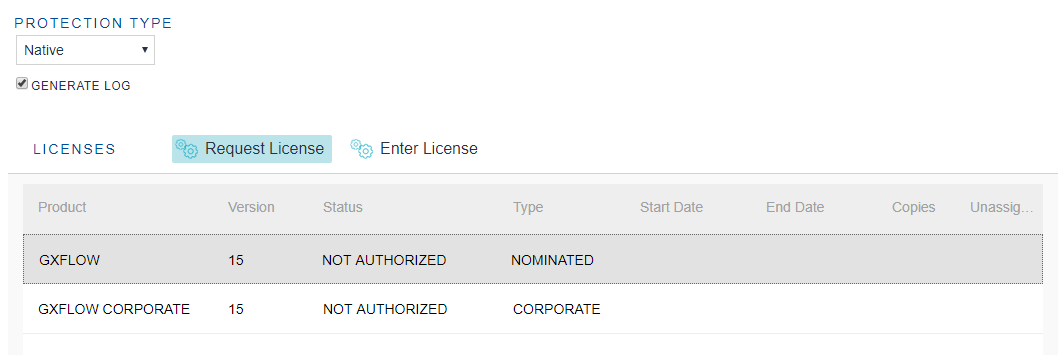 PROTECTION TYPE
Native
GENERATE LOG
LICENSES Request License Enter License
Product Version Status Type Start Date End Date Copies Unassig...
GXFLOW 15 NOT AUTHORIZED NOMINATED
GXFLOW CORPORATE 15 NOT AUTHORIZED CORPORATE